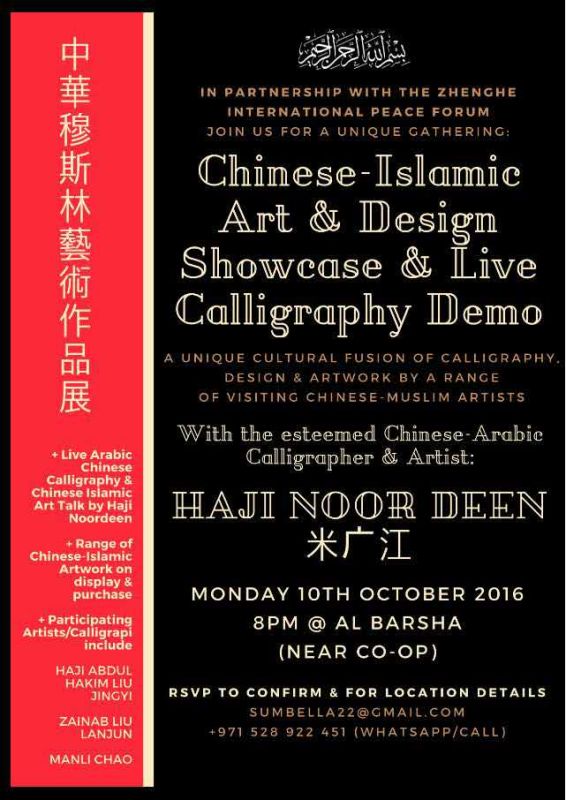 بسم الله الرحمن الرحيم
IN PARTNERSHIP WITH THE ZHENGHE
INTERNATIONAL PEACE FORUM
JOIN US FOR A UNIQUE GATHERING:
Chinese-Islamic
Art & Design
Showcase & Live
Calligraphy Demo
A UNIQUE CULTURAL FUSION OF CALLIGRAPHY,
DESIGN & ARTWORK BY A RANGE
OF VISITING CHINESE-MUSLIM ARTISTS
With the esteemed Chinese-Arabic
Calligrapher & Artist:
HAJI NOOR DEEN
米广江
MONDAY 10TH OCTOBER 2016
8PM @ AL BARSHA
(NEAR CO-OP)
RSVP TO CONFIRM & FOR LOCATION DETAILS
SUMBELLA22@GMAIL.COM
+971 528 922 451 (WHATSAPP/CALL)
中華穆斯林藝術作品展
+ Live Arabic
Chinese
Calligraphy &
Chinese Islamic
Art Talk by Haji
Noordeen
+ Range of
Chinese-Islamic
Artwork on
display &
purchase
+ Participating
Artists/Calligrapi
include
HAJI ABDUL
HAKIM LIU
JINGYI
ZAINAB LIU
LANJUN
MANLI CHAO